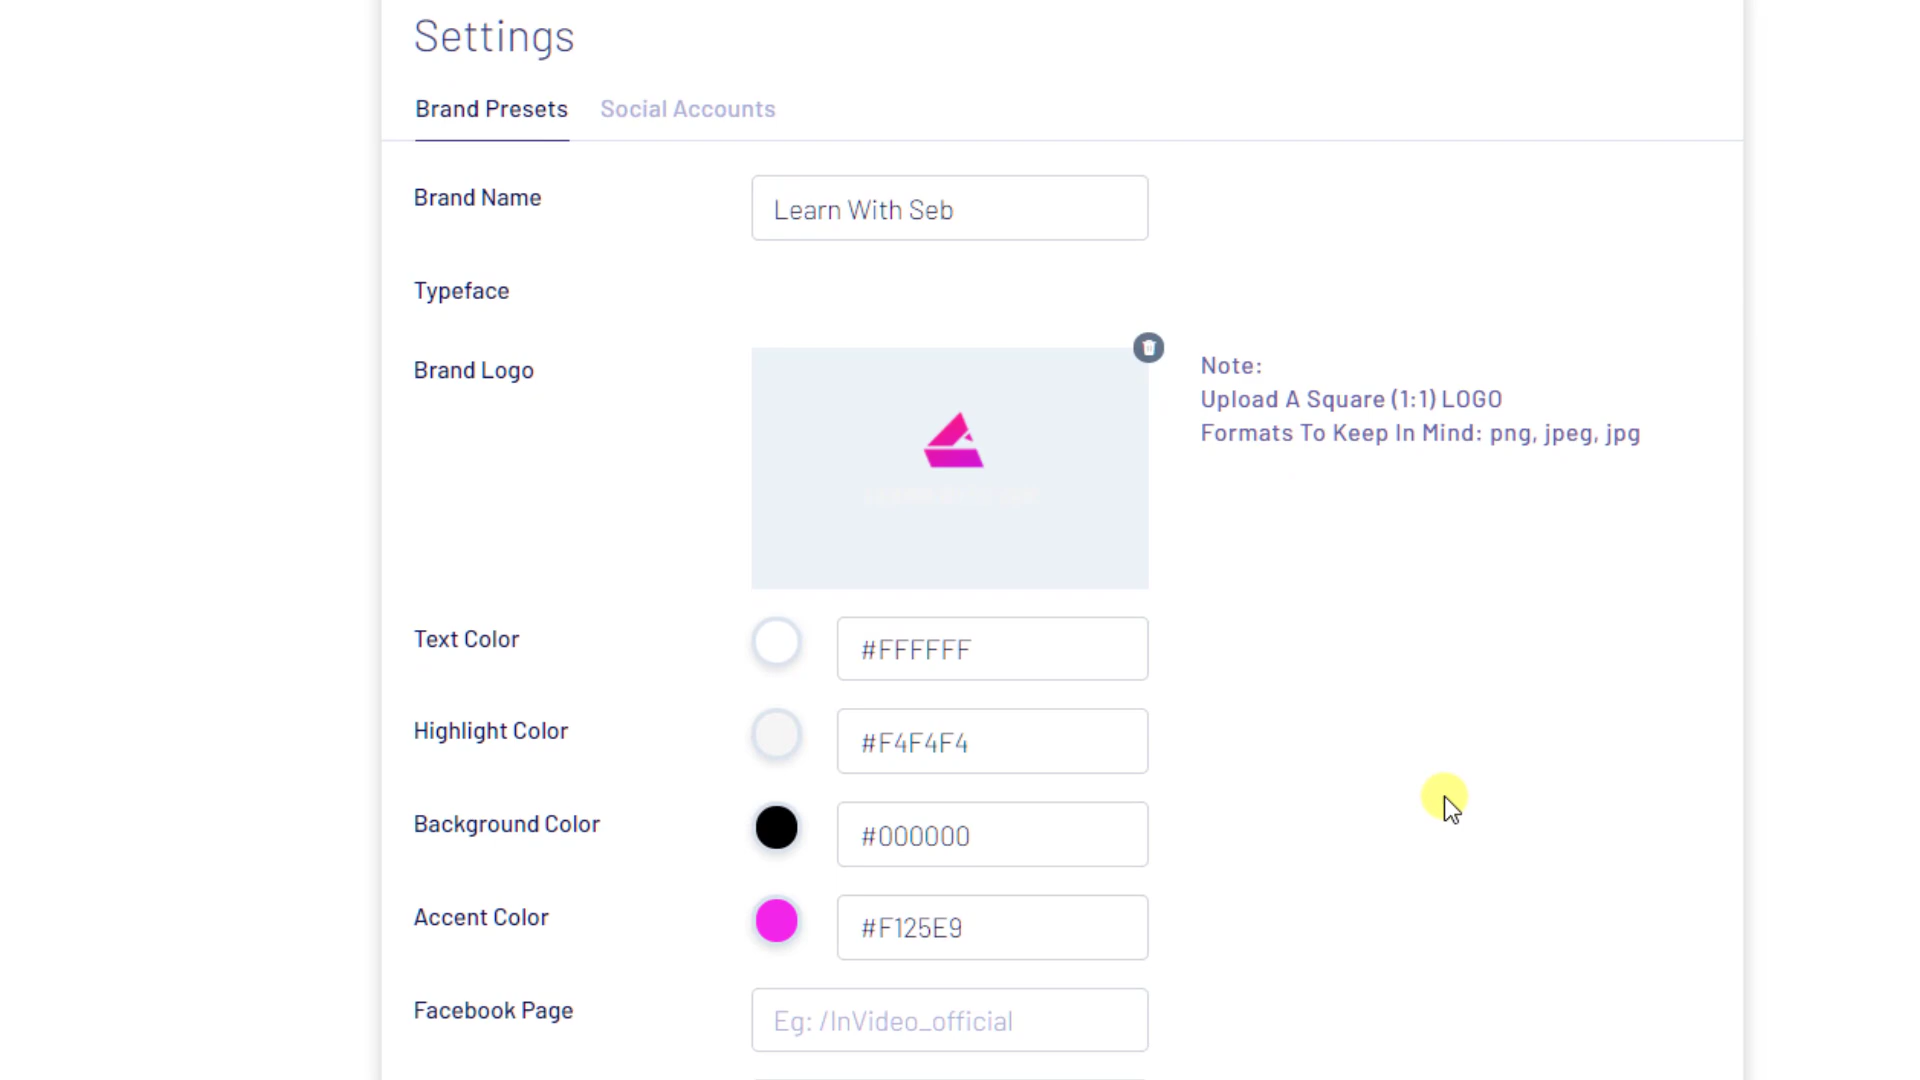 Settings
Brand Presets
Social Accounts
Brand Name
Learn With Seb
Typeface
Brand Logo
Note:
Upload A Square (1:1) LOGO
Formats To Keep In Mind: png, jpeg, jpg
Text Color
#FFFFFF
Highlight Color
#F4F4F4
Background Color
#000000
Accent Color
#F125E9
Facebook Page
Eg: /InVideo_official